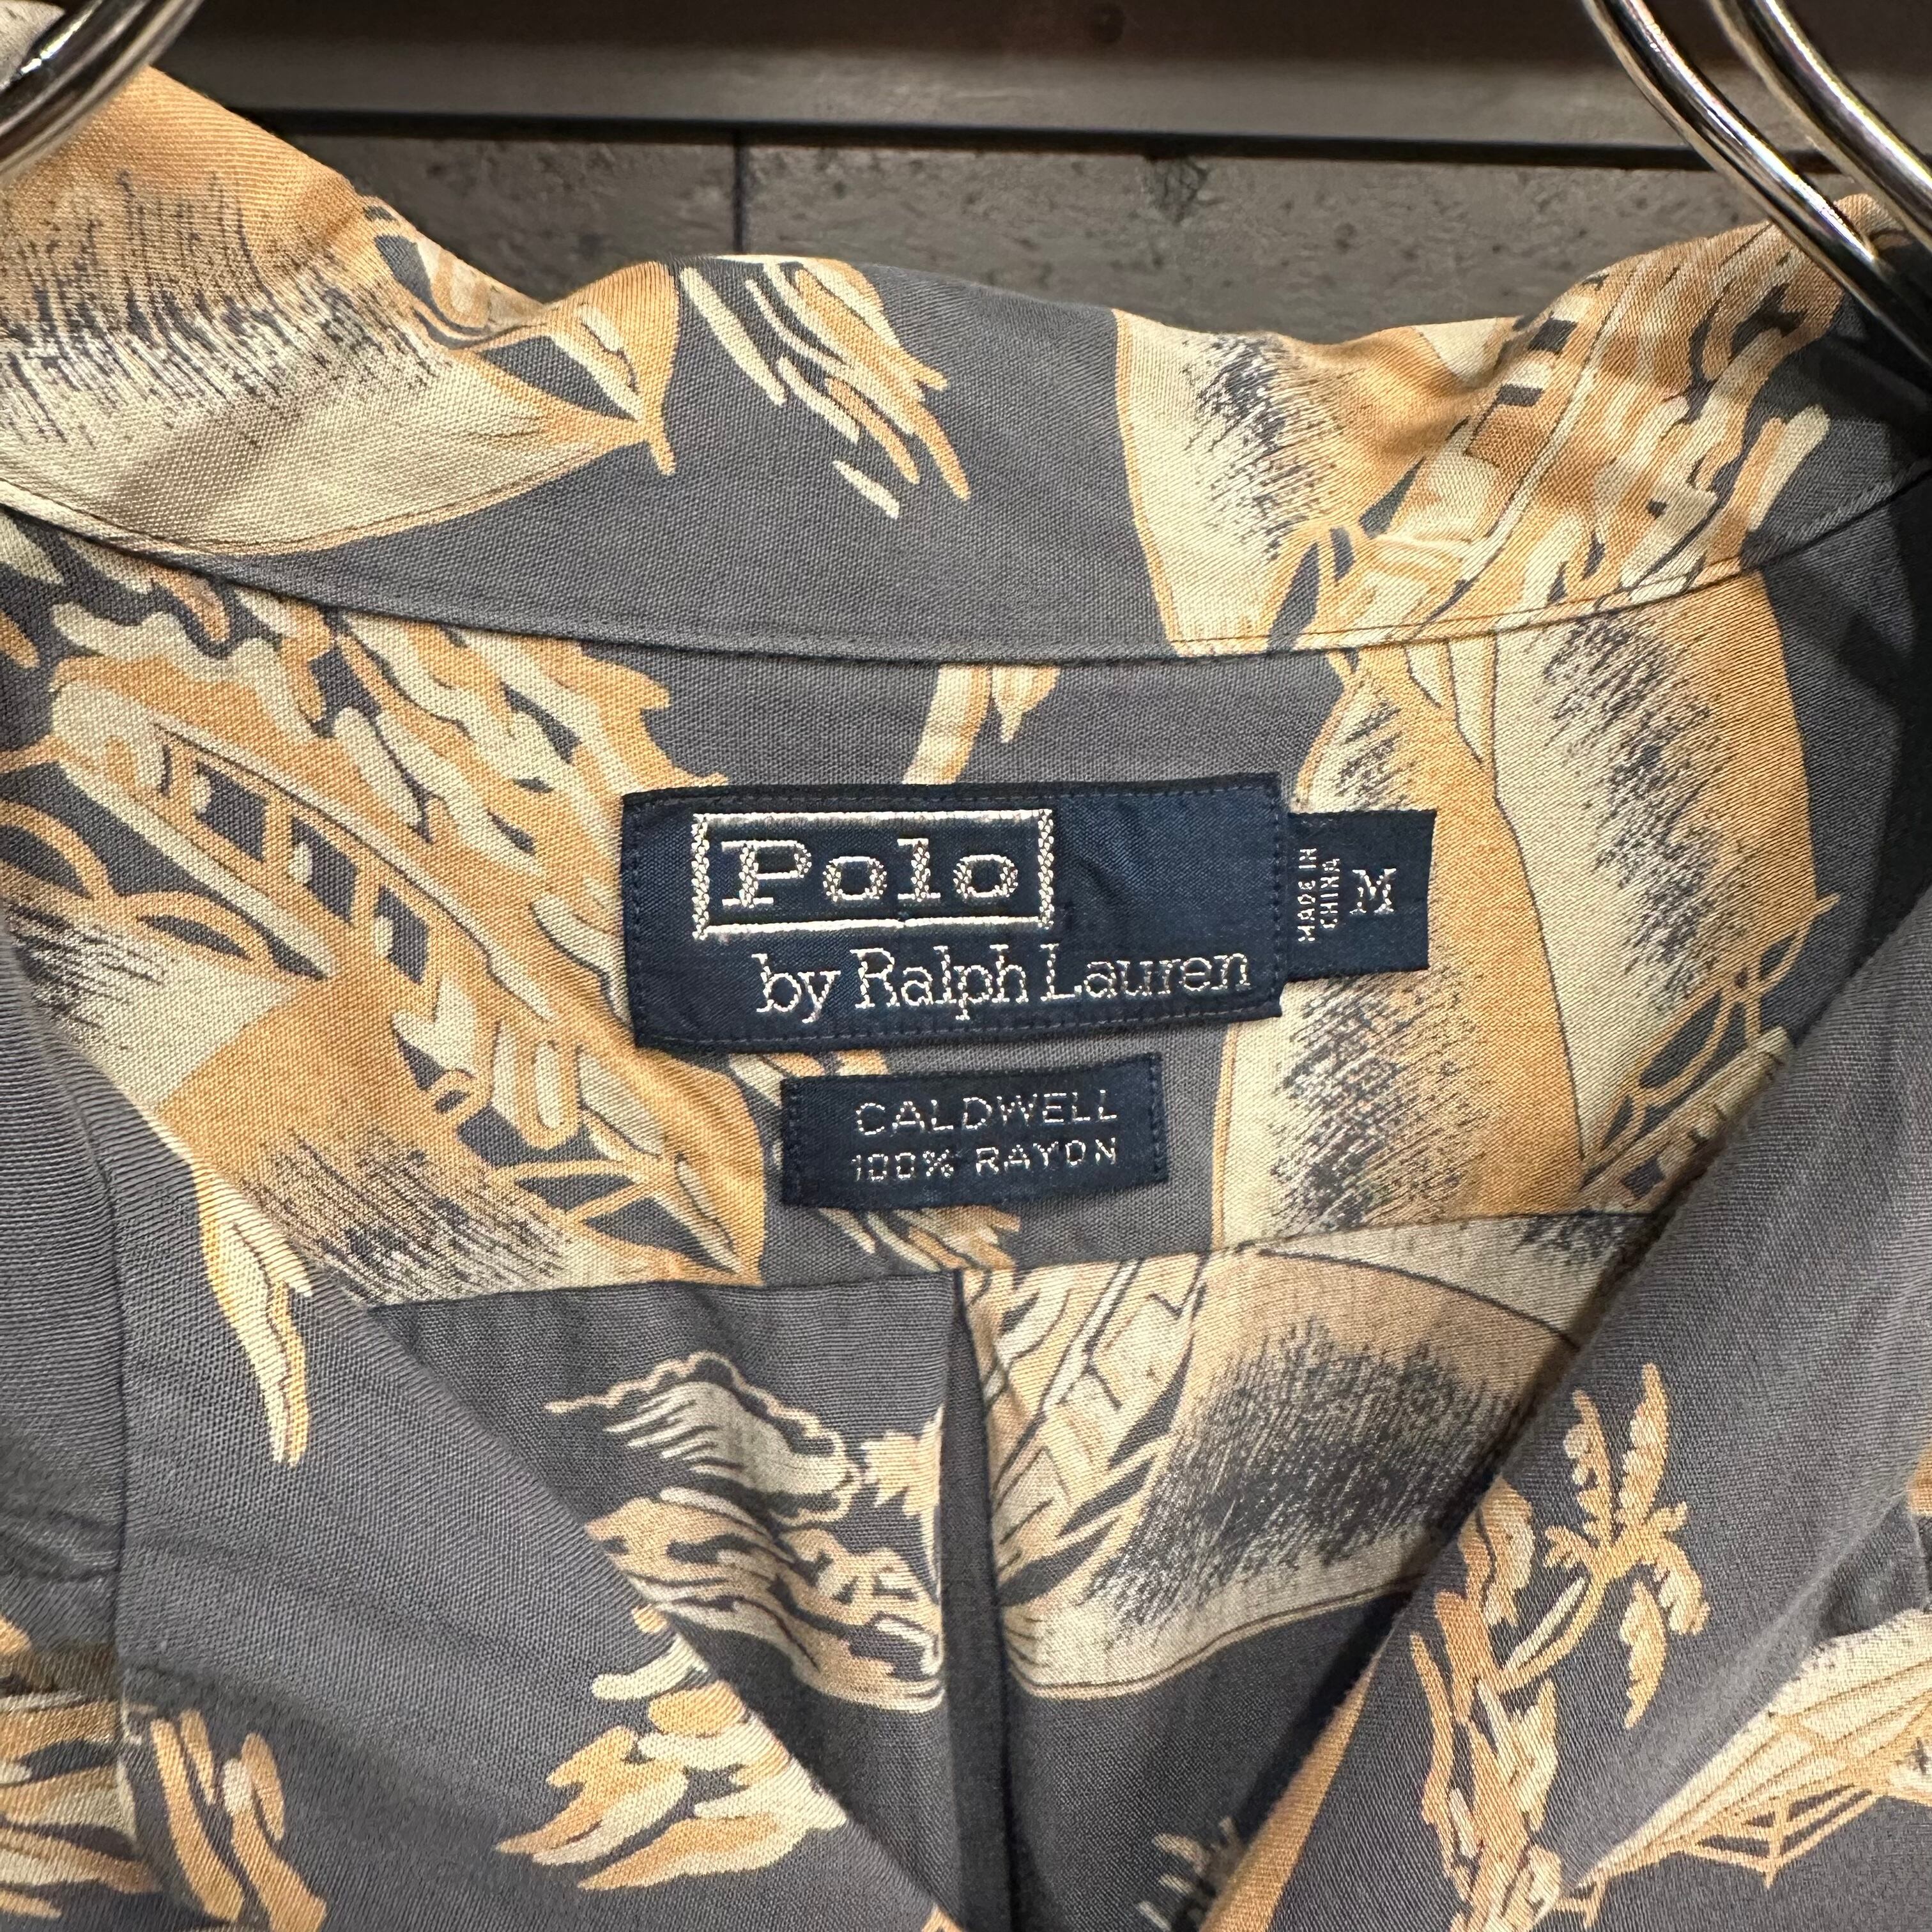 Polo
by Ralph Lauren
MADE IN
CHINA
M
CALDWELL
100% RAYON